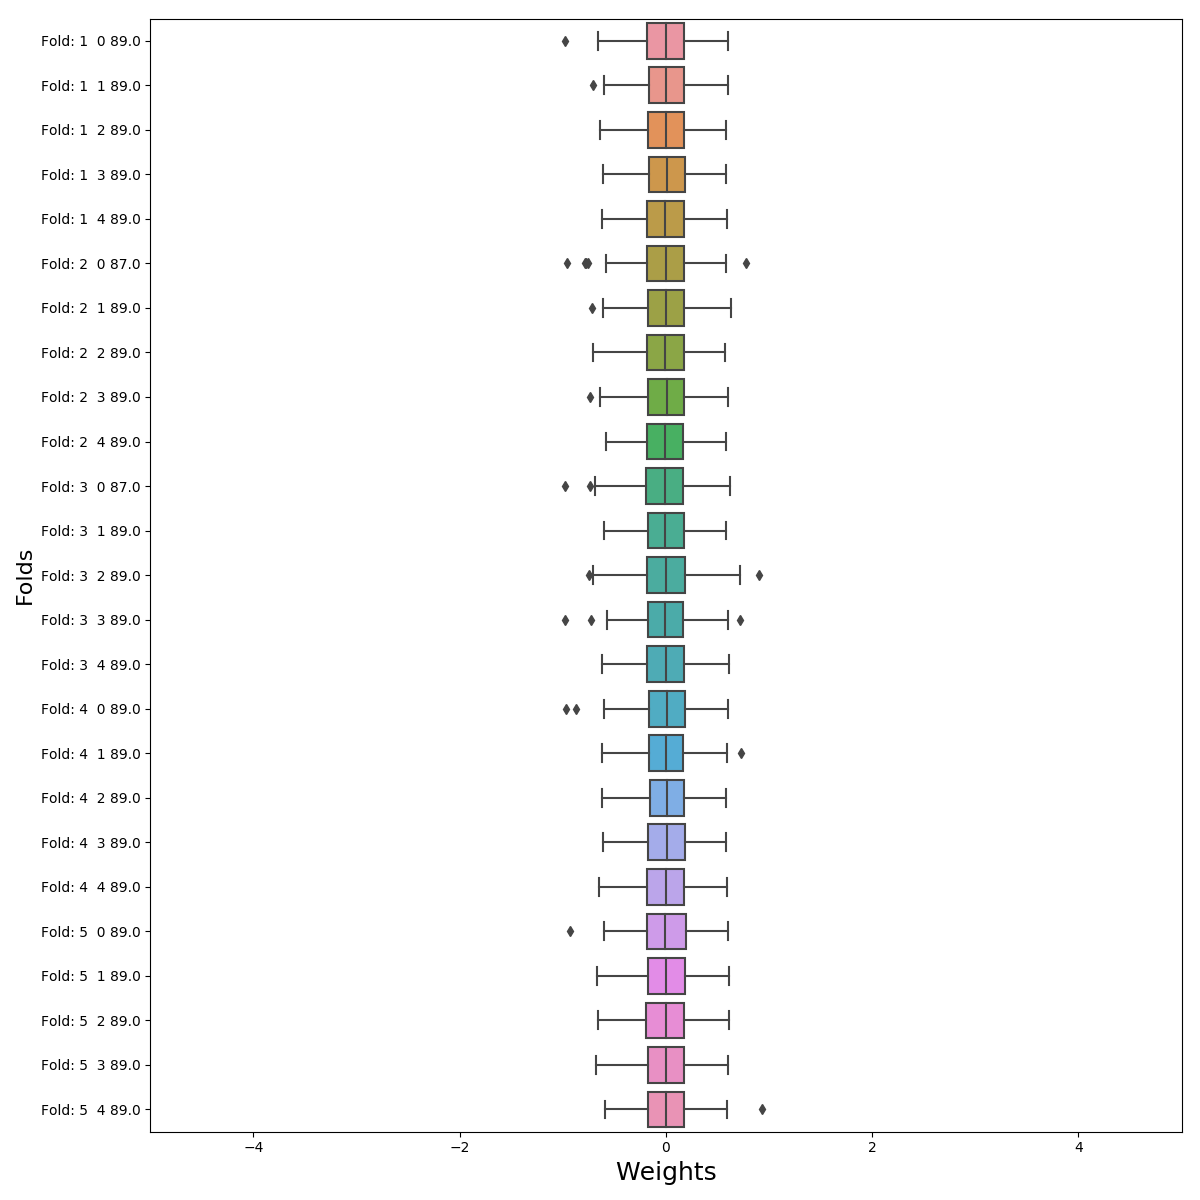 Fold: 1  0 89.0
Fold: 1  1 89.0
Fold: 1  2 89.0
Fold: 1  3 89.0
Fold: 1  4 89.0
Fold: 2  0 87.0
Fold: 2  1 89.0
Fold: 2  2 89.0
Fold: 2  3 89.0
Fold: 2  4 89.0
Fold: 3  0 87.0
Fold: 3  1 89.0
Fold: 3  2 89.0
Fold: 3  3 89.0
Fold: 3  4 89.0
Fold: 4  0 89.0
Fold: 4  1 89.0
Fold: 4  2 89.0
Fold: 4  3 89.0
Fold: 4  4 89.0
Fold: 5  0 89.0
Fold: 5  1 89.0
Fold: 5  2 89.0
Fold: 5  3 89.0
Fold: 5  4 89.0
Folds
−4 −2 0 2 4
Weights